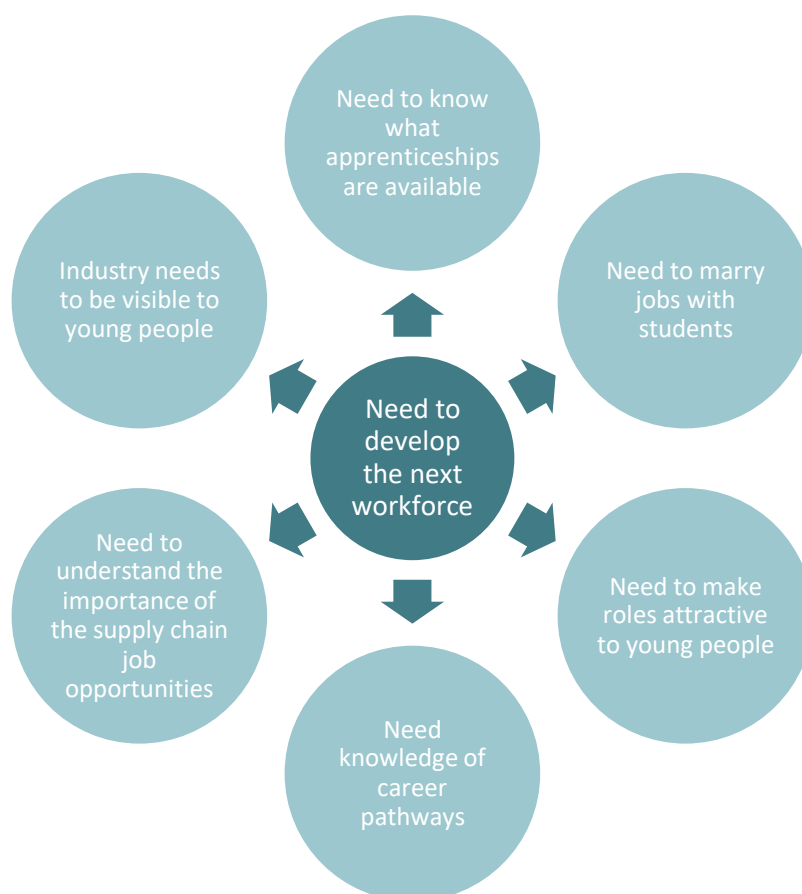 Need to know
what
apprenticeships
are available
Industry needs
to be visible to
young people
Need to marry
jobs with
students
Need to
develop
the next
workforce
Need to
understand the
importance of
the supply chain
job
opportunities
Need to make
roles attractive
to young people
Need
knowledge of
career
pathways